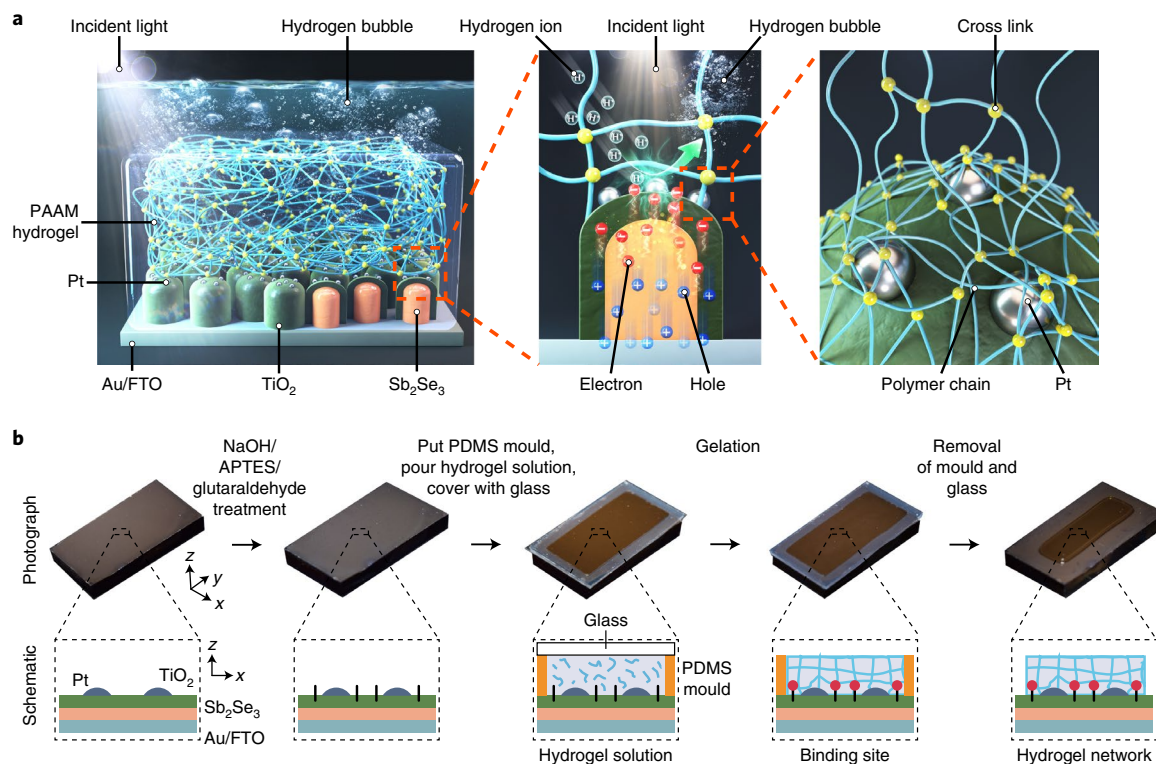 a
Incident light
Hydrogen bubble
Hydrogen ion
Incident light
Hydrogen bubble
Cross link
H⁺
H⁺
H⁺
H⁺
H⁺
H⁺
H⁺
H⁺
PAAM
hydrogel
Pt
Au/FTO
TiO₂
Sb₂Se₃
Electron
Hole
Polymer chain
Pt
b
NaOH/
APTES/
glutaraldehyde
treatment
Put PDMS mould,
pour hydrogel solution,
cover with glass
Gelation
Removal
of mould and
glass
Photograph
z
y
x
Schematic
z
x
Pt
TiO₂
Sb₂Se₃
Au/FTO
Glass
PDMS
mould
Hydrogel solution
Binding site
Hydrogel network